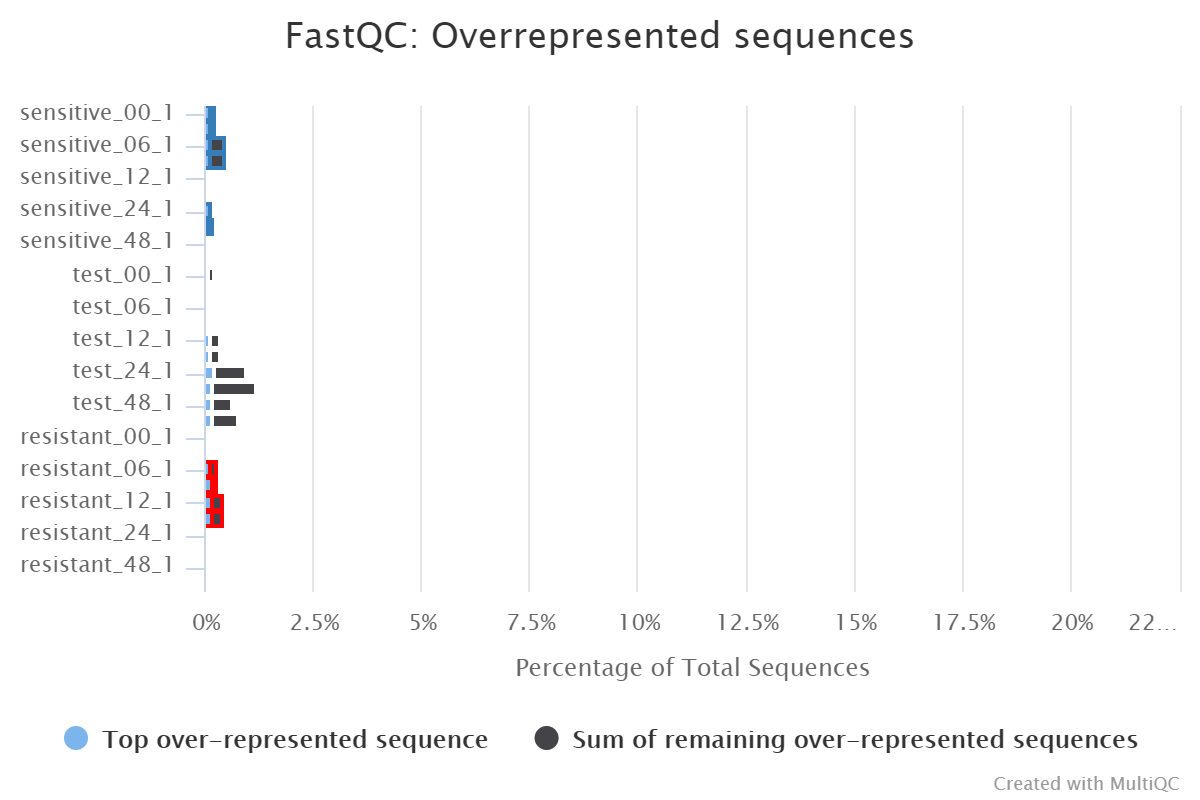 FastQC: Overrepresented sequences
sensitive_00_1
sensitive_06_1
sensitive_12_1
sensitive_24_1
sensitive_48_1
test_00_1
test_06_1
test_12_1
test_24_1
test_48_1
resistant_00_1
resistant_06_1
resistant_12_1
resistant_24_1
resistant_48_1
0% 2.5% 5% 7.5% 10% 12.5% 15% 17.5% 20% 22…
Percentage of Total Sequences
Top over-represented sequence Sum of remaining over-represented sequences
Created with MultiQC